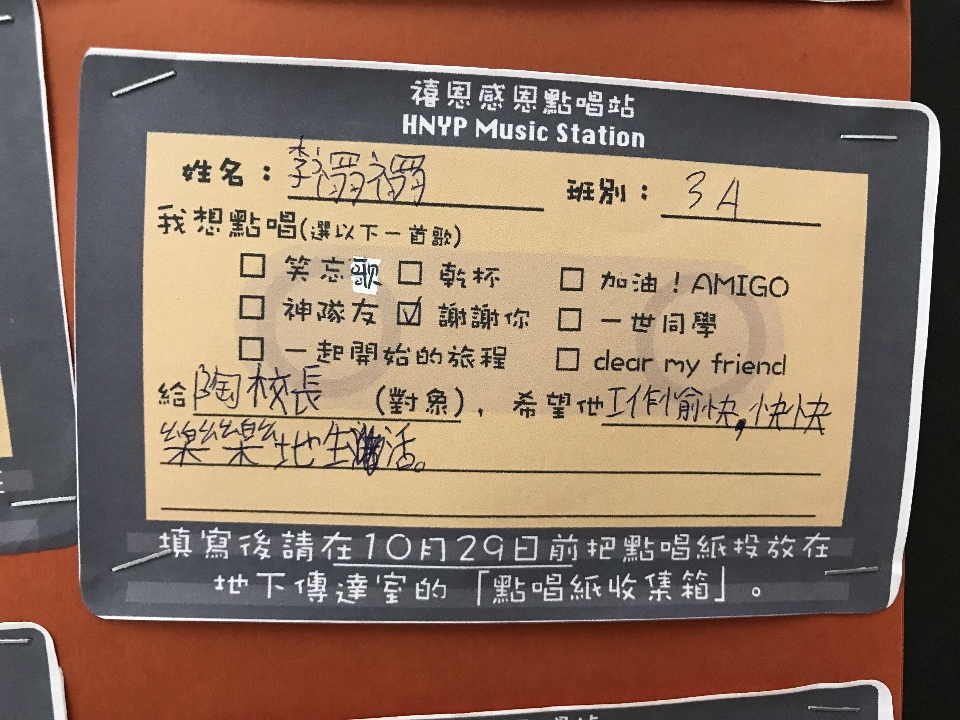 禧恩感恩點唱站
HNYP Music Station
姓名：李 班別：3A
我想點唱(選以下一首歌)
☐ 笑忘歌 ☐ 乾杯 ☐ 加油！AMIGO
☐ 神隊友 ☑ 謝謝你 ☐ 一世同學
☐ 一起開始的旅程 ☐ dear my friend
給陶校長(對象)，希望他工作愉快,快快
樂樂地生活。
填寫後請在10月29日前把點唱紙投放在
地下傳達室的「點唱紙收集箱」。